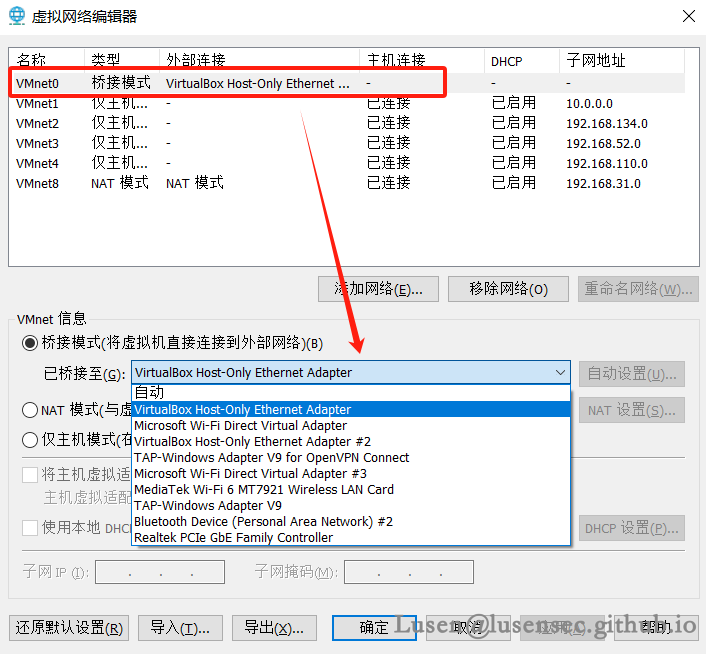 虚拟网络编辑器
名称 类型 外部连接 主机连接 DHCP 子网地址
VMnet0 桥接模式 VirtualBox Host-Only Ethernet ... - - -
VMnet1 仅主机... - 已连接 已启用 10.0.0.0
VMnet2 仅主机... - 已连接 已启用 192.168.134.0
VMnet3 仅主机... - 已连接 已启用 192.168.52.0
VMnet4 仅主机... - 已连接 已启用 192.168.110.0
VMnet8 NAT 模式 NAT 模式 已连接 已启用 192.168.31.0
添加网络(E)... 移除网络(O) 重命名网络(W)...
VMnet 信息
桥接模式(将虚拟机直接连接到外部网络)(B)
已桥接至(G): VirtualBox Host-Only Ethernet Adapter 自动设置(U)...
自动
NAT 模式(与虚 VirtualBox Host-Only Ethernet Adapter NAT 设置(S)...
Microsoft Wi-Fi Direct Virtual Adapter
仅主机模式(在 VirtualBox Host-Only Ethernet Adapter #2
TAP-Windows Adapter V9 for OpenVPN Connect
将主机虚拟适 Microsoft Wi-Fi Direct Virtual Adapter #3
主机虚拟适配 MediaTek Wi-Fi 6 MT7921 Wireless LAN Card
TAP-Windows Adapter V9
使用本地 DHC Bluetooth Device (Personal Area Network) #2 DHCP 设置(P)...
Realtek PCIe GbE Family Controller
子网 IP (I): . . . 子网掩码(M): . . .
还原默认设置(R) 导入(T)... 导出(X)... 确定 取消 应用(A) 帮助
Lusen@lusensec.github.io